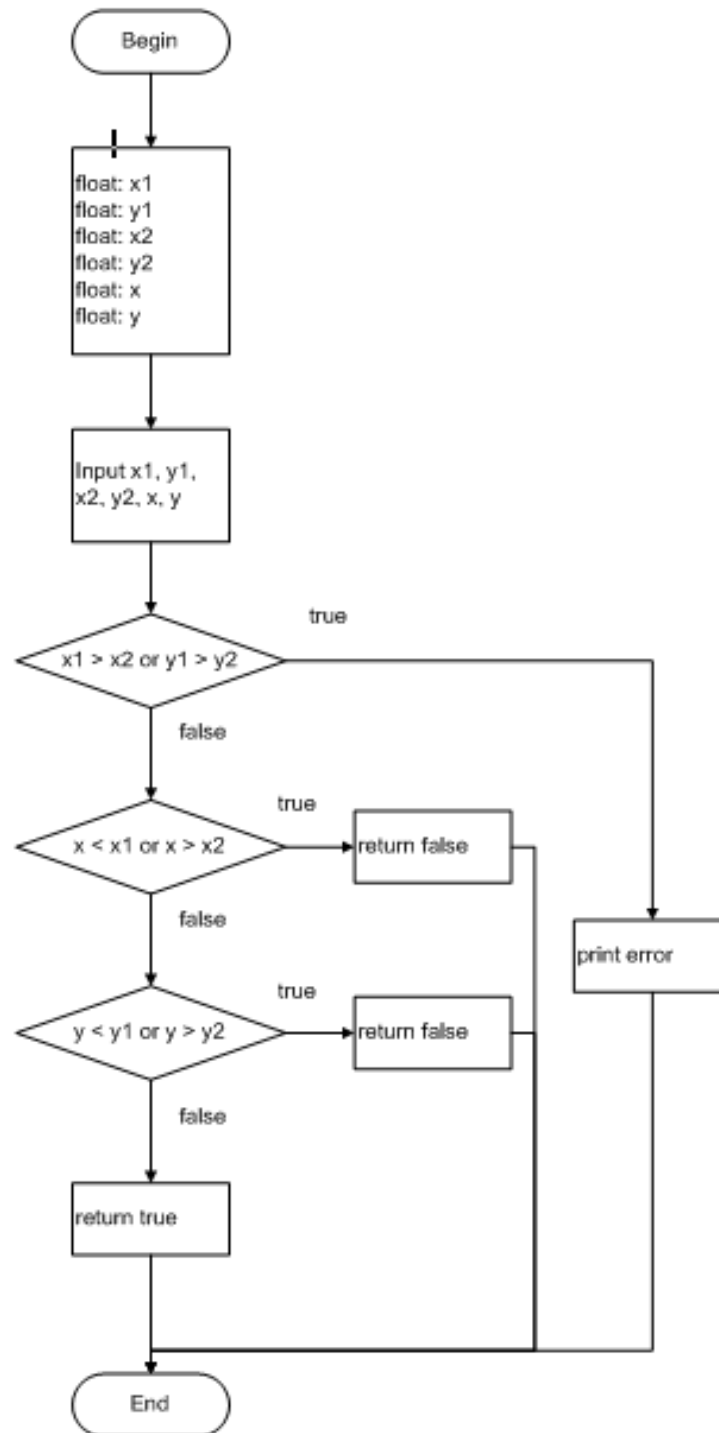 Begin
float: x1
float: y1
float: x2
float: y2
float: x
float: y
Input x1, y1,
x2, y2, x, y
true
x1 > x2 or y1 > y2
false
true
x < x1 or x > x2
return false
false
print error
true
y < y1 or y > y2
return false
false
return true
End